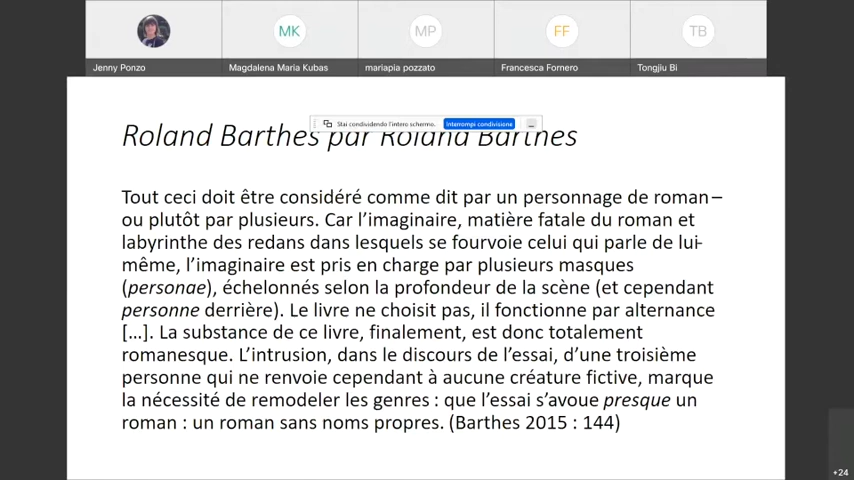 MK
MP
FF
TB
Jenny Ponzo
Magdalena Maria Kubas
mariapia pozzato
Francesca Fornero
Tongjiu Bi
Stai condividendo l'intero schermo.
Interrompi condivisione
...
Roland Barthes par Roland Barthes
Tout ceci doit être considéré comme dit par un personnage de roman –
ou plutôt par plusieurs. Car l’imaginaire, matière fatale du roman et
labyrinthe des redans dans lesquels se fourvoie celui qui parle de lui-
même, l’imaginaire est pris en charge par plusieurs masques
(personae), échelonnés selon la profondeur de la scène (et cependant
personne derrière). Le livre ne choisit pas, il fonctionne par alternance
[…]. La substance de ce livre, finalement, est donc totalement
romanesque. L’intrusion, dans le discours de l’essai, d’une troisième
personne qui ne renvoie cependant à aucune créature fictive, marque
la nécessité de remodeler les genres : que l’essai s’avoue presque un
roman : un roman sans noms propres. (Barthes 2015 : 144)
+24